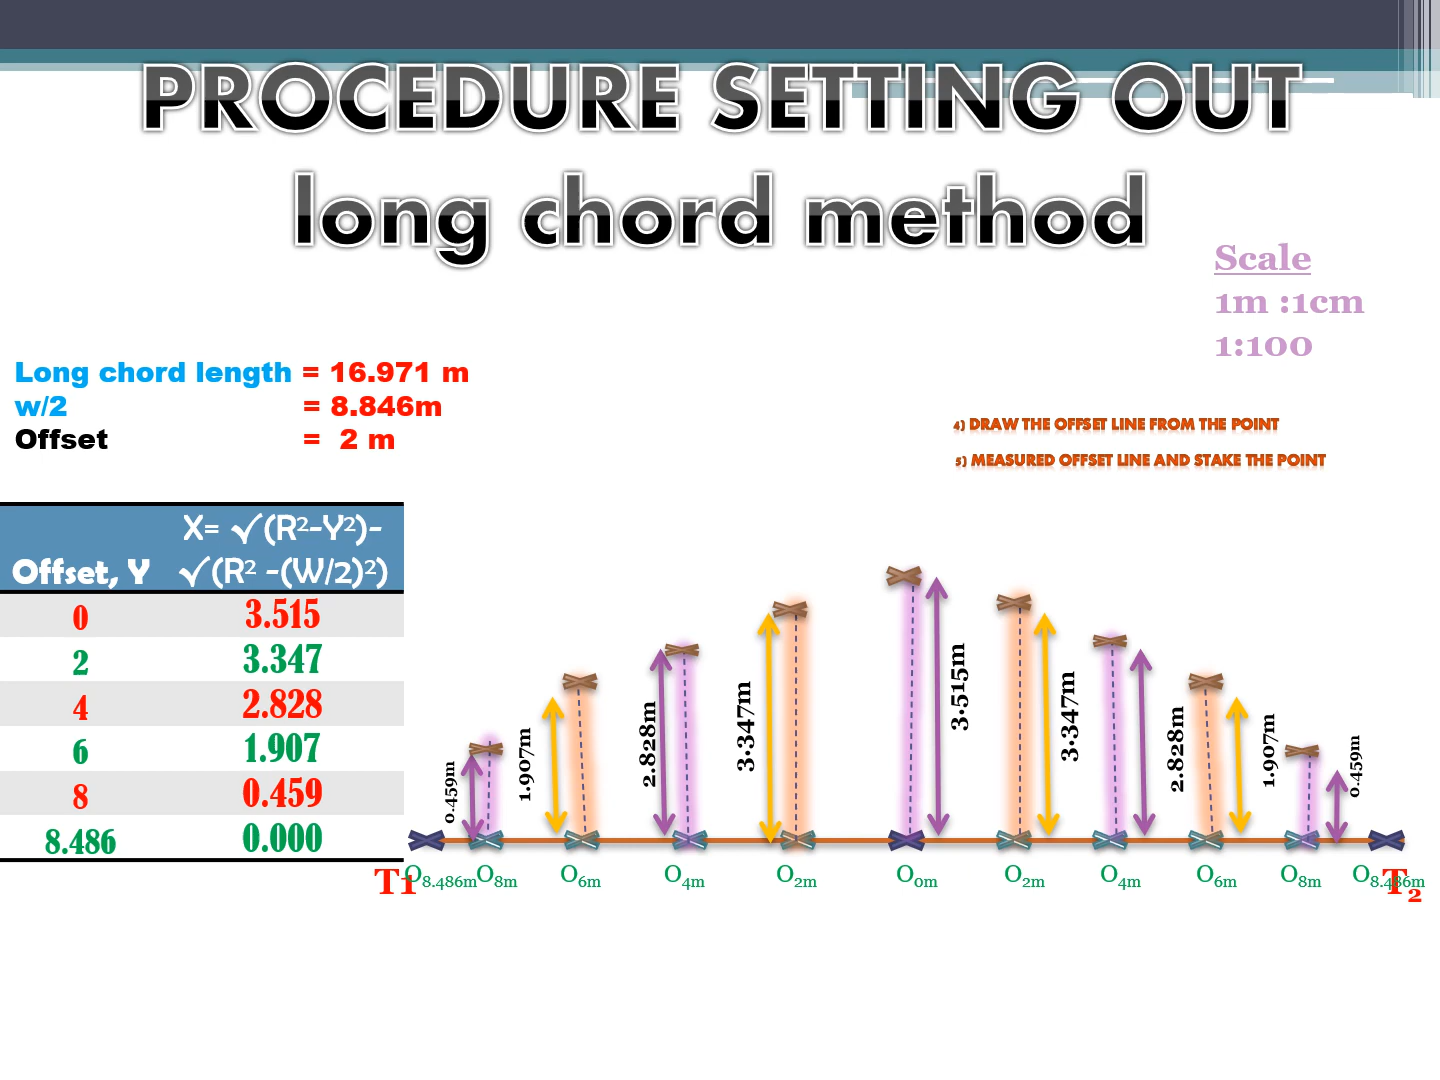 PROCEDURE SETTING OUT
long chord method
Scale
1m :1cm
1:100
Long chord length = 16.971 m
w/2 = 8.846m
Offset = 2 m
4) DRAW THE OFFSET LINE FROM THE POINT
5) MEASURED OFFSET LINE AND STAKE THE POINT
Offset, Y X= √(R²-Y²)-
√(R² -(W/2)²)
0 3.515
2 3.347
4 2.828
6 1.907
8 0.459
8.486 0.000
0.459m
1.907m
2.828m
3.347m
3.515m
3.347m
2.828m
1.907m
0.459m
T1 O8.486m O8m O6m O4m O2m O0m O2m O4m O6m O8m O8.486m T2